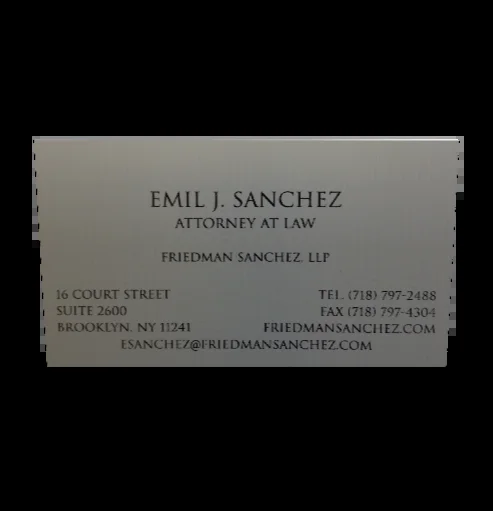 EMIL J. SANCHEZ
ATTORNEY AT LAW
FRIEDMAN SANCHEZ, LLP
16 COURT STREET
SUITE 2600
BROOKLYN, NY 11241
TEL. (718) 797-2488
FAX (718) 797-4304
FRIEDMANSANCHEZ.COM
ESANCHEZ@FRIEDMANSANCHEZ.COM